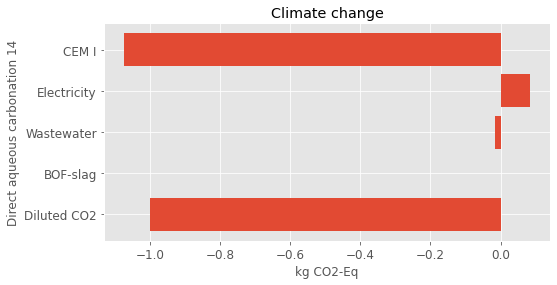 Climate change
Direct aqueous carbonation 14
CEM I
Electricity
Wastewater
BOF-slag
Diluted CO2
−1.0 −0.8 −0.6 −0.4 −0.2 0.0
kg CO2-Eq